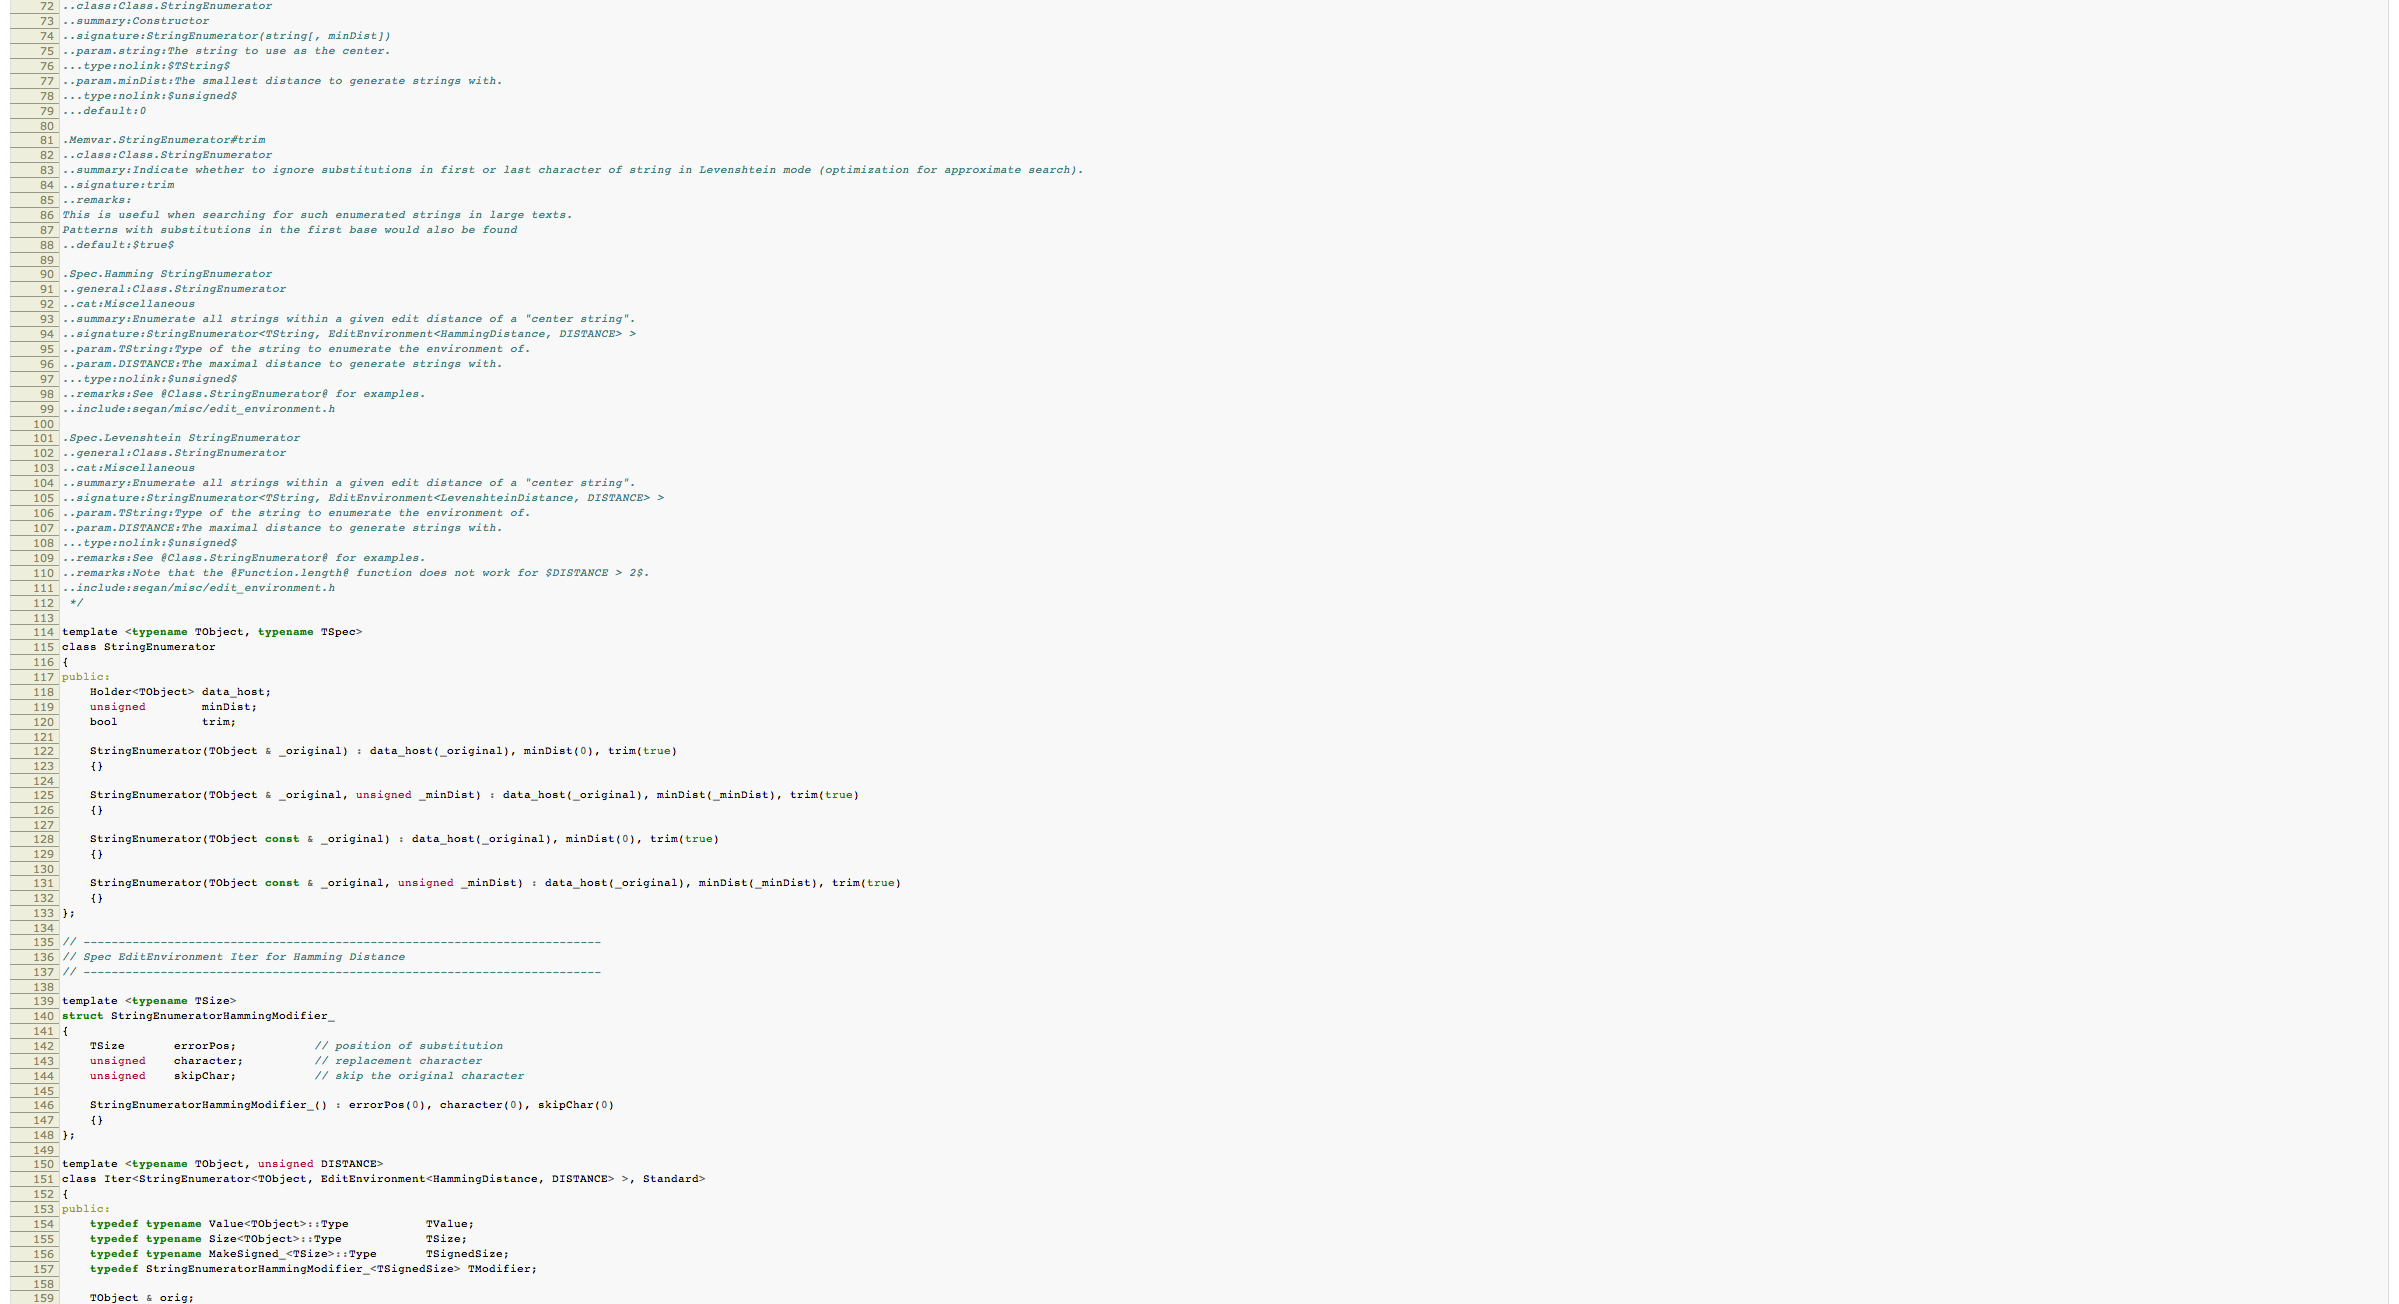 72 ..class:Class.StringEnumerator
73 ..summary:Constructor
74 ..signature:StringEnumerator(string[, minDist])
75 ..param.string:The string to use as the center.
76 ...type:nolink:$TString$
77 ..param.minDist:The smallest distance to generate strings with.
78 ...type:nolink:$unsigned$
79 ...default:0
80
81 .Memvar.StringEnumerator#trim
82 ..class:Class.StringEnumerator
83 ..summary:Indicate whether to ignore substitutions in first or last character of string in Levenshtein mode (optimization for approximate search).
84 ..signature:trim
85 ..remarks:
86 This is useful when searching for such enumerated strings in large texts.
87 Patterns with substitutions in the first base would also be found
88 ..default:$true$
89
90 .Spec.Hamming StringEnumerator
91 ..general:Class.StringEnumerator
92 ..cat:Miscellaneous
93 ..summary:Enumerate all strings within a given edit distance of a "center string".
94 ..signature:StringEnumerator<TString, EditEnvironment<HammingDistance, DISTANCE> >
95 ..param.TString:Type of the string to enumerate the environment of.
96 ..param.DISTANCE:The maximal distance to generate strings with.
97 ...type:nolink:$unsigned$
98 ..remarks:See @Class.StringEnumerator@ for examples.
99 ..include:seqan/misc/edit_environment.h
100
101 .Spec.Levenshtein StringEnumerator
102 ..general:Class.StringEnumerator
103 ..cat:Miscellaneous
104 ..summary:Enumerate all strings within a given edit distance of a "center string".
105 ..signature:StringEnumerator<TString, EditEnvironment<LevenshteinDistance, DISTANCE> >
106 ..param.TString:Type of the string to enumerate the environment of.
107 ..param.DISTANCE:The maximal distance to generate strings with.
108 ...type:nolink:$unsigned$
109 ..remarks:See @Class.StringEnumerator@ for examples.
110 ..remarks:Note that the @Function.length@ function does not work for $DISTANCE > 2$.
111 ..include:seqan/misc/edit_environment.h
112 */
113
114 template <typename TObject, typename TSpec>
115 class StringEnumerator
116 {
117 public:
118 Holder<TObject> data_host;
119 unsigned minDist;
120 bool trim;
121
122 StringEnumerator(TObject & _original) : data_host(_original), minDist(0), trim(true)
123 {}
124
125 StringEnumerator(TObject & _original, unsigned _minDist) : data_host(_original), minDist(_minDist), trim(true)
126 {}
127
128 StringEnumerator(TObject const & _original) : data_host(_original), minDist(0), trim(true)
129 {}
130
131 StringEnumerator(TObject const & _original, unsigned _minDist) : data_host(_original), minDist(_minDist), trim(true)
132 {}
133 };
134
135 // --------------------------------------------------------------------------
136 // Spec EditEnvironment Iter for Hamming Distance
137 // --------------------------------------------------------------------------
138
139 template <typename TSize>
140 struct StringEnumeratorHammingModifier_
141 {
142 TSize errorPos; // position of substitution
143 unsigned character; // replacement character
144 unsigned skipChar; // skip the original character
145
146 StringEnumeratorHammingModifier_() : errorPos(0), character(0), skipChar(0)
147 {}
148 };
149
150 template <typename TObject, unsigned DISTANCE>
151 class Iter<StringEnumerator<TObject, EditEnvironment<HammingDistance, DISTANCE> >, Standard>
152 {
153 public:
154 typedef typename Value<TObject>::Type TValue;
155 typedef typename Size<TObject>::Type TSize;
156 typedef typename MakeSigned_<TSize>::Type TSignedSize;
157 typedef StringEnumeratorHammingModifier_<TSignedSize> TModifier;
158
159 TObject & orig;